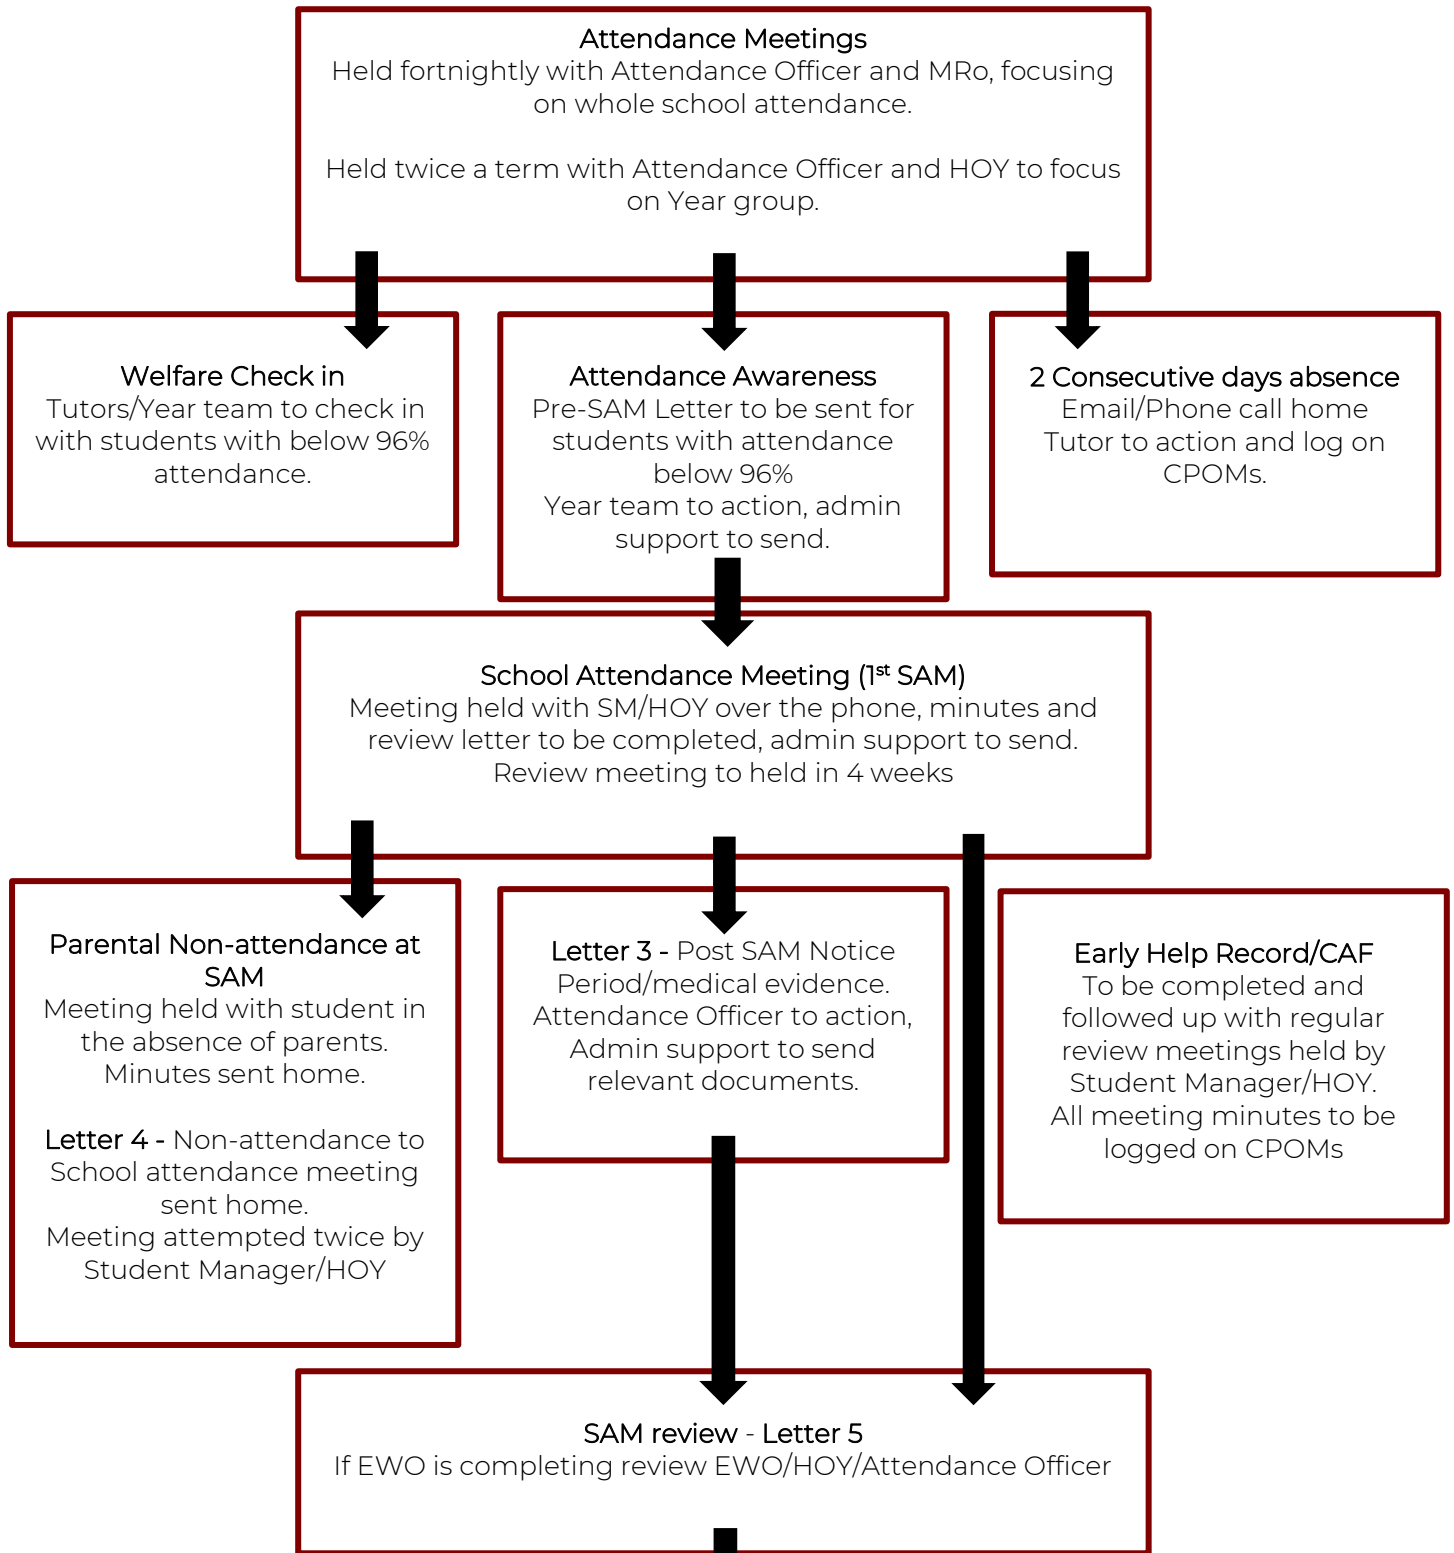 Attendance Meetings
Held fortnightly with Attendance Officer and MRo, focusing
on whole school attendance.
Held twice a term with Attendance Officer and HOY to focus
on Year group.
Welfare Check in
Tutors/Year team to check in
with students with below 96%
attendance.
Attendance Awareness
Pre-SAM Letter to be sent for
students with attendance
below 96%
Year team to action, admin
support to send.
2 Consecutive days absence
Email/Phone call home
Tutor to action and log on
CPOMs.
School Attendance Meeting (1st SAM)
Meeting held with SM/HOY over the phone, minutes and
review letter to be completed, admin support to send.
Review meeting to held in 4 weeks
Parental Non-attendance at
SAM
Meeting held with student in
the absence of parents.
Minutes sent home.
Letter 4 - Non-attendance to
School attendance meeting
sent home.
Meeting attempted twice by
Student Manager/HOY
Letter 3 - Post SAM Notice
Period/medical evidence.
Attendance Officer to action,
Admin support to send
relevant documents.
Early Help Record/CAF
To be completed and
followed up with regular
review meetings held by
Student Manager/HOY.
All meeting minutes to be
logged on CPOMs
SAM review - Letter 5
If EWO is completing review EWO/HOY/Attendance Officer